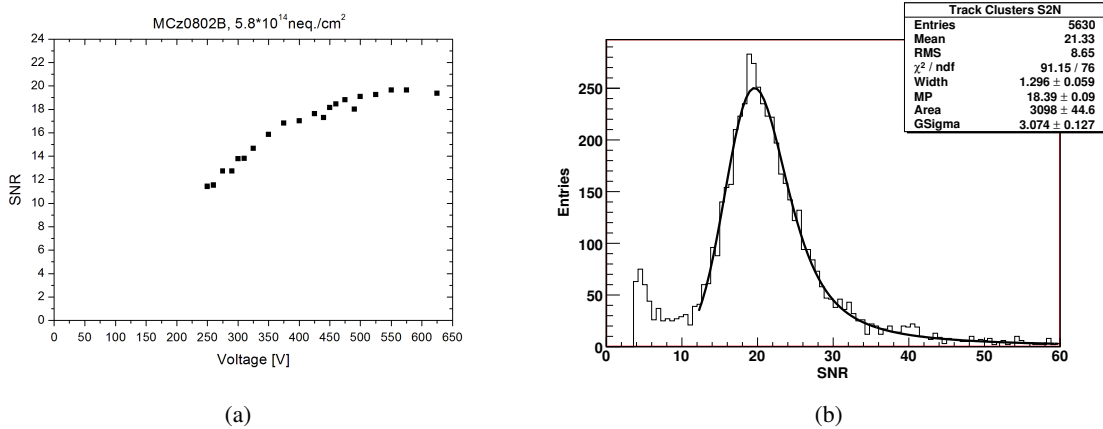 MCz0802B, 5.8*10^14 neq./cm^2
24
22
20
18
16
14
12
10
8
6
4
2
0
SNR
0 50 100 150 200 250 300 350 400 450 500 550 600 650
Voltage [V]
(a)
Track Clusters S2N
Entries 5630
Mean 21.33
RMS 8.65
χ² / ndf 91.15 / 76
Width 1.296 ± 0.059
MP 18.39 ± 0.09
Area 3098 ± 44.6
GSigma 3.074 ± 0.127
250
200
150
100
50
0
Entries
0 10 20 30 40 50 60
SNR
(b)